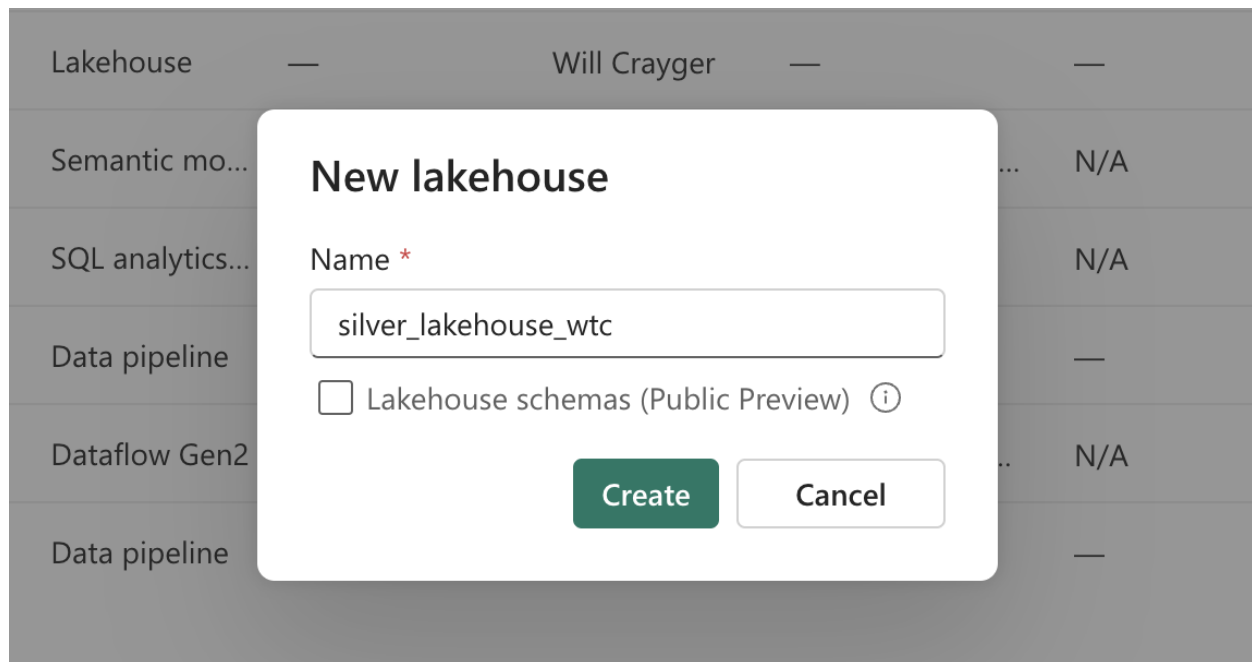 Lakehouse — Will Crayger — —
Semantic mo... ... N/A
SQL analytics... N/A
Data pipeline —
Dataflow Gen2 .. N/A
Data pipeline —
New lakehouse
Name *
silver_lakehouse_wtc
Lakehouse schemas (Public Preview)
Create Cancel